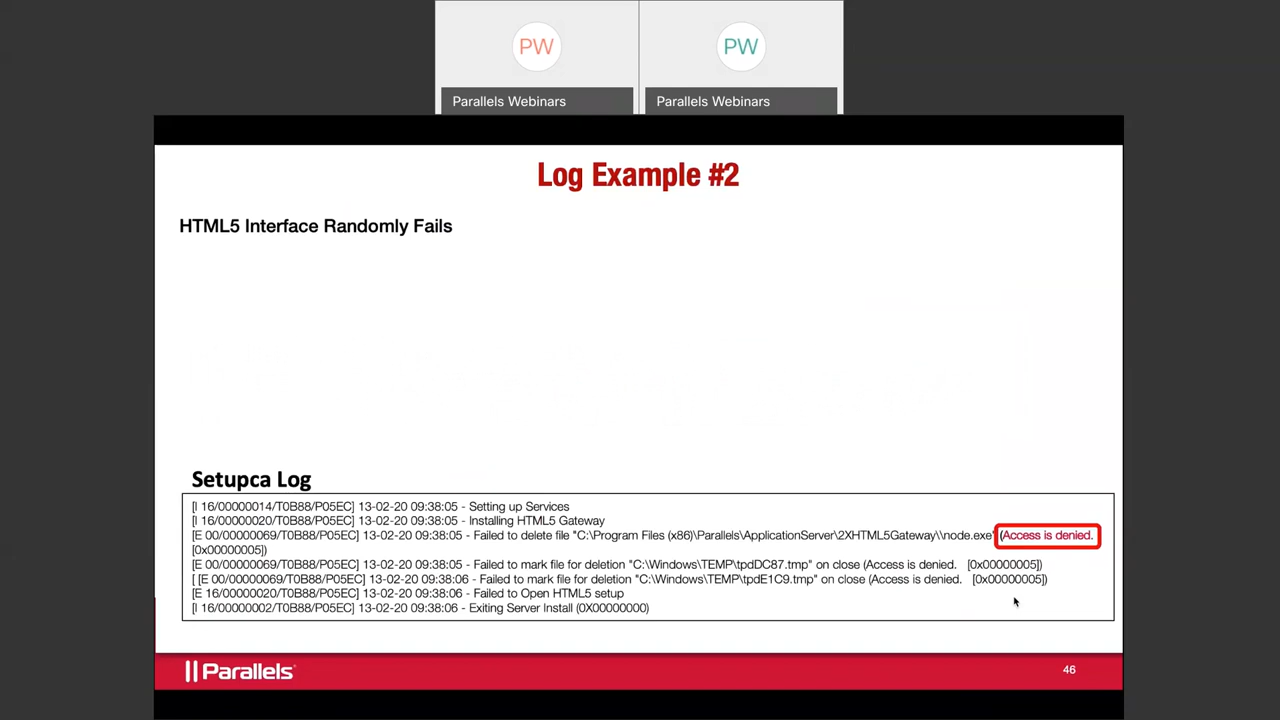 PW
PW
Parallels Webinars
Parallels Webinars
Log Example #2
HTML5 Interface Randomly Fails
Setupca Log
[I 16/00000014/T0B88/P05EC] 13-02-20 09:38:05 - Setting up Services
[I 16/00000020/T0B88/P05EC] 13-02-20 09:38:05 - Installing HTML5 Gateway
[E 00/00000069/T0B88/P05EC] 13-02-20 09:38:05 - Failed to delete file "C:\Program Files (x86)\Parallels\ApplicationServer\2XHTML5Gateway\\node.exe" (Access is denied.
[0x00000005])
[E 00/00000069/T0B88/P05EC] 13-02-20 09:38:05 - Failed to mark file for deletion "C:\Windows\TEMP\tpdDC87.tmp" on close (Access is denied. [0x00000005])
[ [E 00/00000069/T0B88/P05EC] 13-02-20 09:38:06 - Failed to mark file for deletion "C:\Windows\TEMP\tpdE1C9.tmp" on close (Access is denied. [0x00000005])
[E 16/00000020/T0B88/P05EC] 13-02-20 09:38:06 - Failed to Open HTML5 setup
[I 16/00000002/T0B88/P05EC] 13-02-20 09:38:06 - Exiting Server Install (0X00000000)
Parallels
46